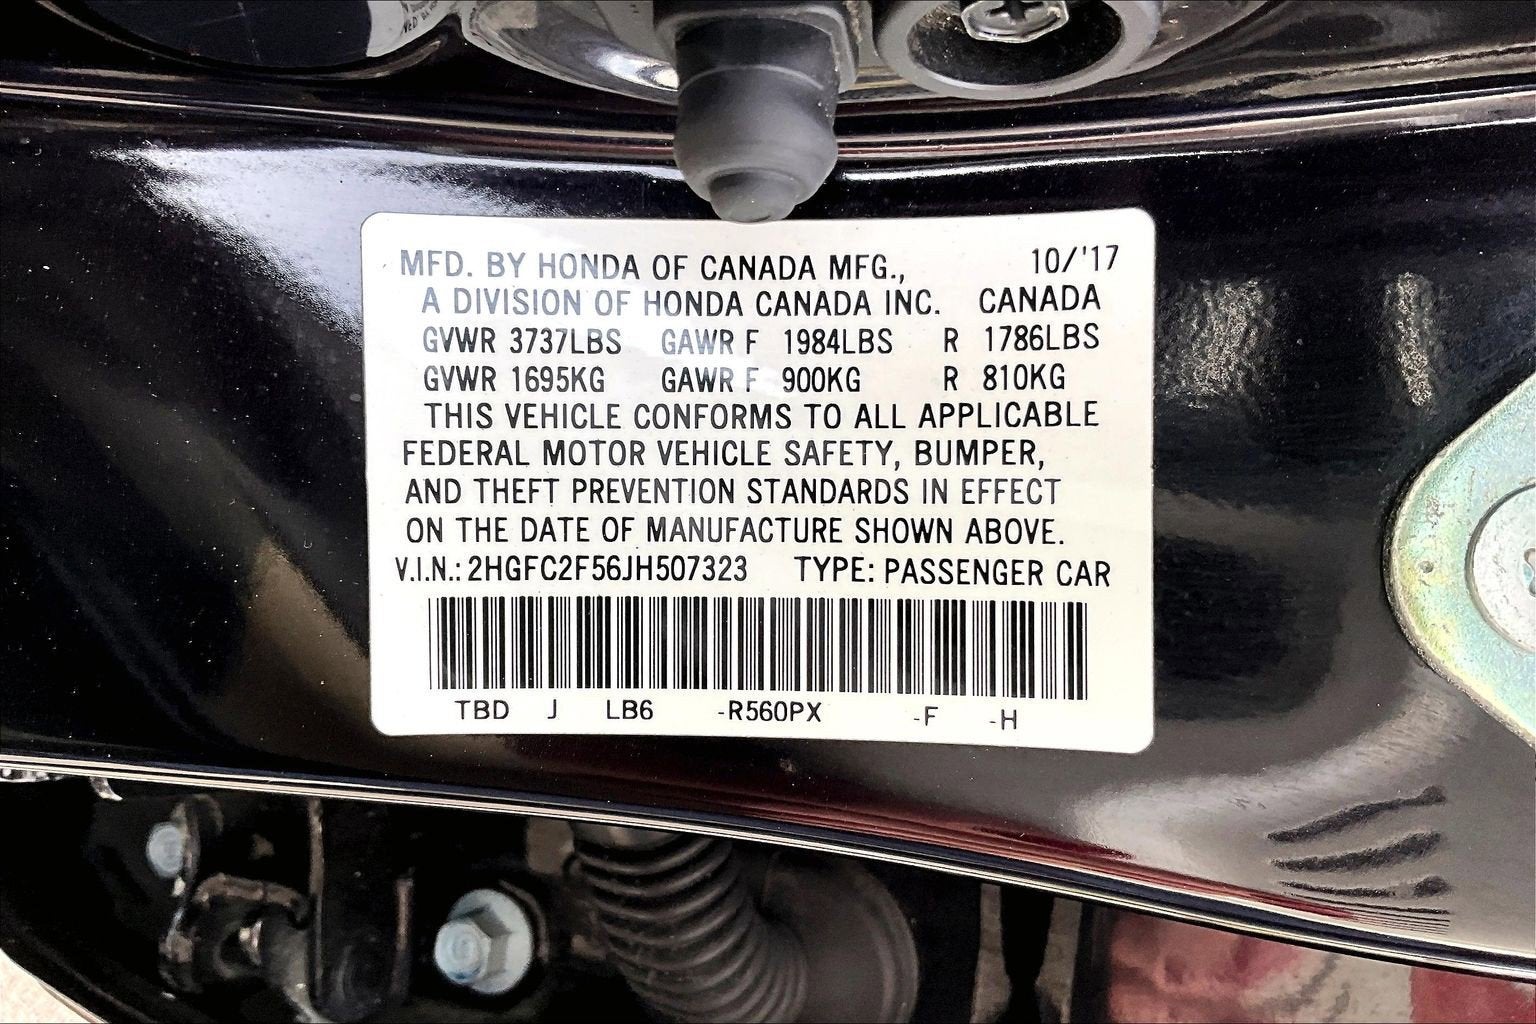 MFD. BY HONDA OF CANADA MFG., 10/'17
A DIVISION OF HONDA CANADA INC. CANADA
GVWR 3737LBS GAWR F 1984LBS R 1786LBS
GVWR 1695KG GAWR F 900KG R 810KG
THIS VEHICLE CONFORMS TO ALL APPLICABLE
FEDERAL MOTOR VEHICLE SAFETY, BUMPER,
AND THEFT PREVENTION STANDARDS IN EFFECT
ON THE DATE OF MANUFACTURE SHOWN ABOVE.
V.I.N.: 2HGFC2F56JH507323 TYPE: PASSENGER CAR
TBD J LB6 -R560PX -F -H